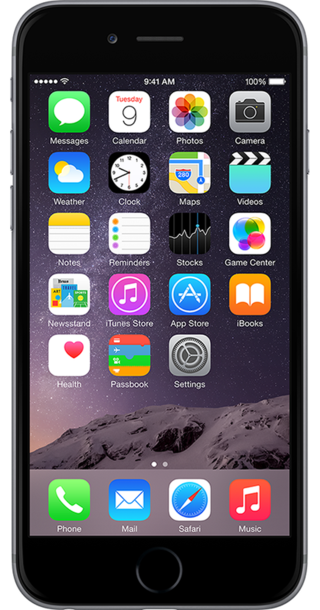 9:41 AM 100%
Tuesday
9
Messages Calendar Photos Camera
280
Weather Clock Maps Videos
Notes Reminders Stocks Game Center
Newsstand iTunes Store App Store iBooks
Health Passbook Settings
Phone Mail Safari Music